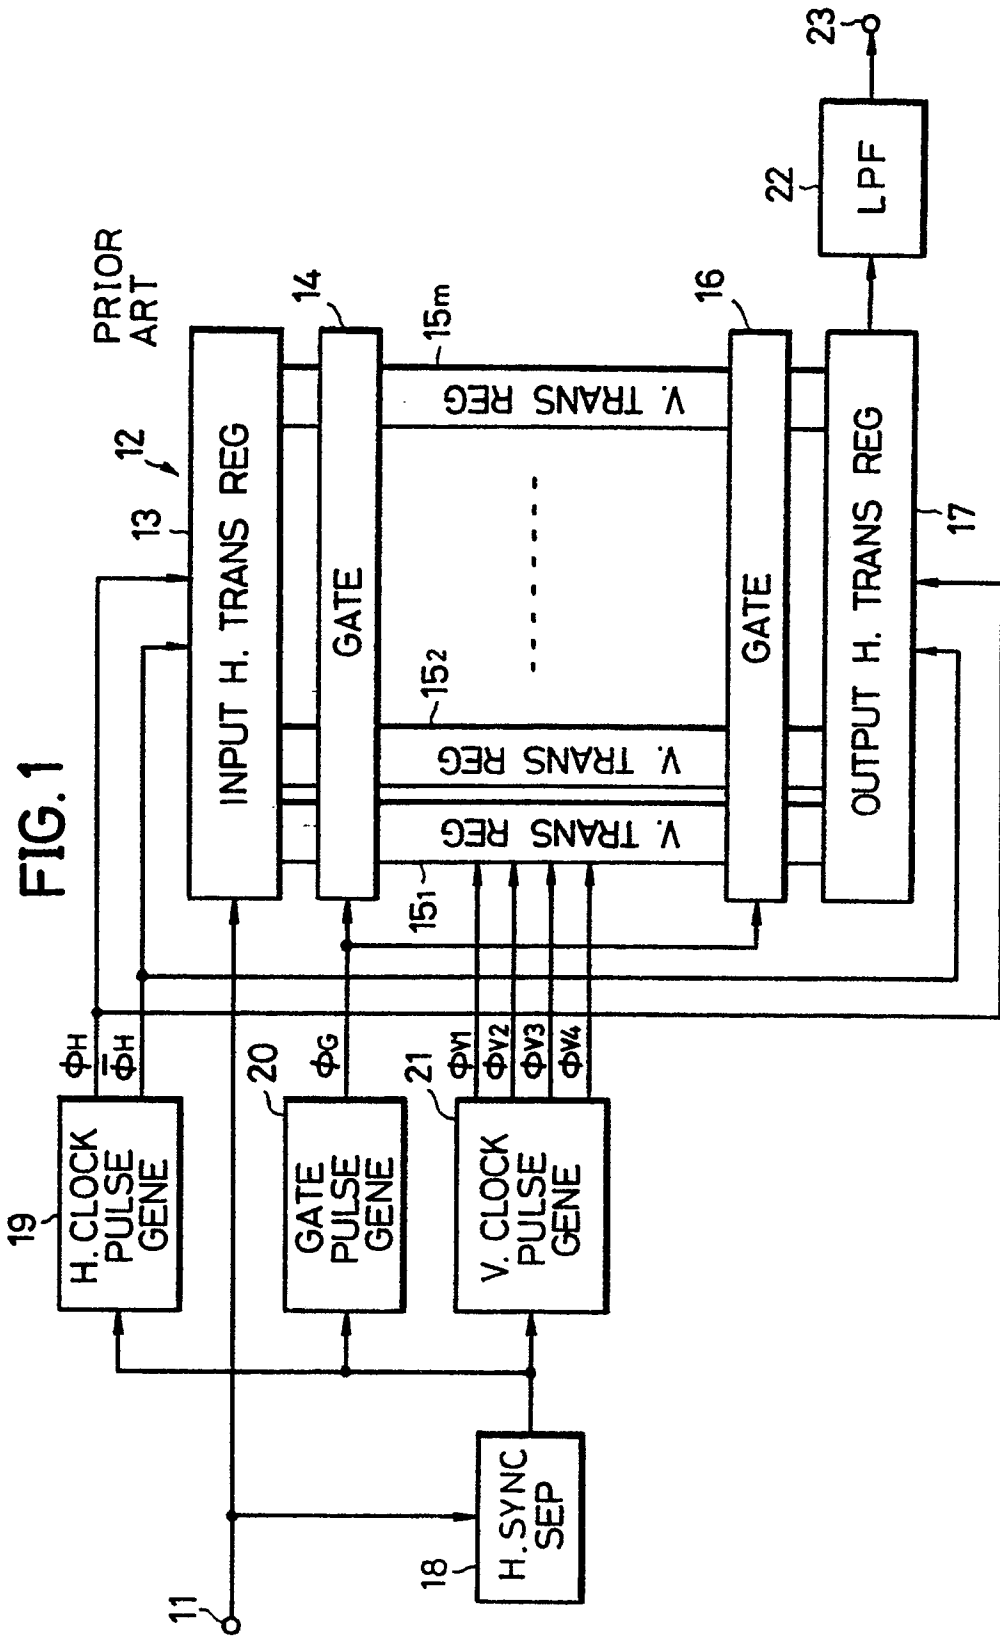 FIG. 1
PRIOR
ART
11
12
13
INPUT H. TRANS REG
14
GATE
15₁
V. TRANS REG
15₂
V. TRANS REG
15m
V. TRANS REG
16
GATE
17
OUTPUT H. TRANS REG
18
H. SYNC
SEP
19
H. CLOCK
PULSE
GENE
ΦH
Φ̅H
20
GATE
PULSE
GENE
ΦG
21
V. CLOCK
PULSE
GENE
ΦV1
ΦV2
ΦV3
ΦV4
22
LPF
23